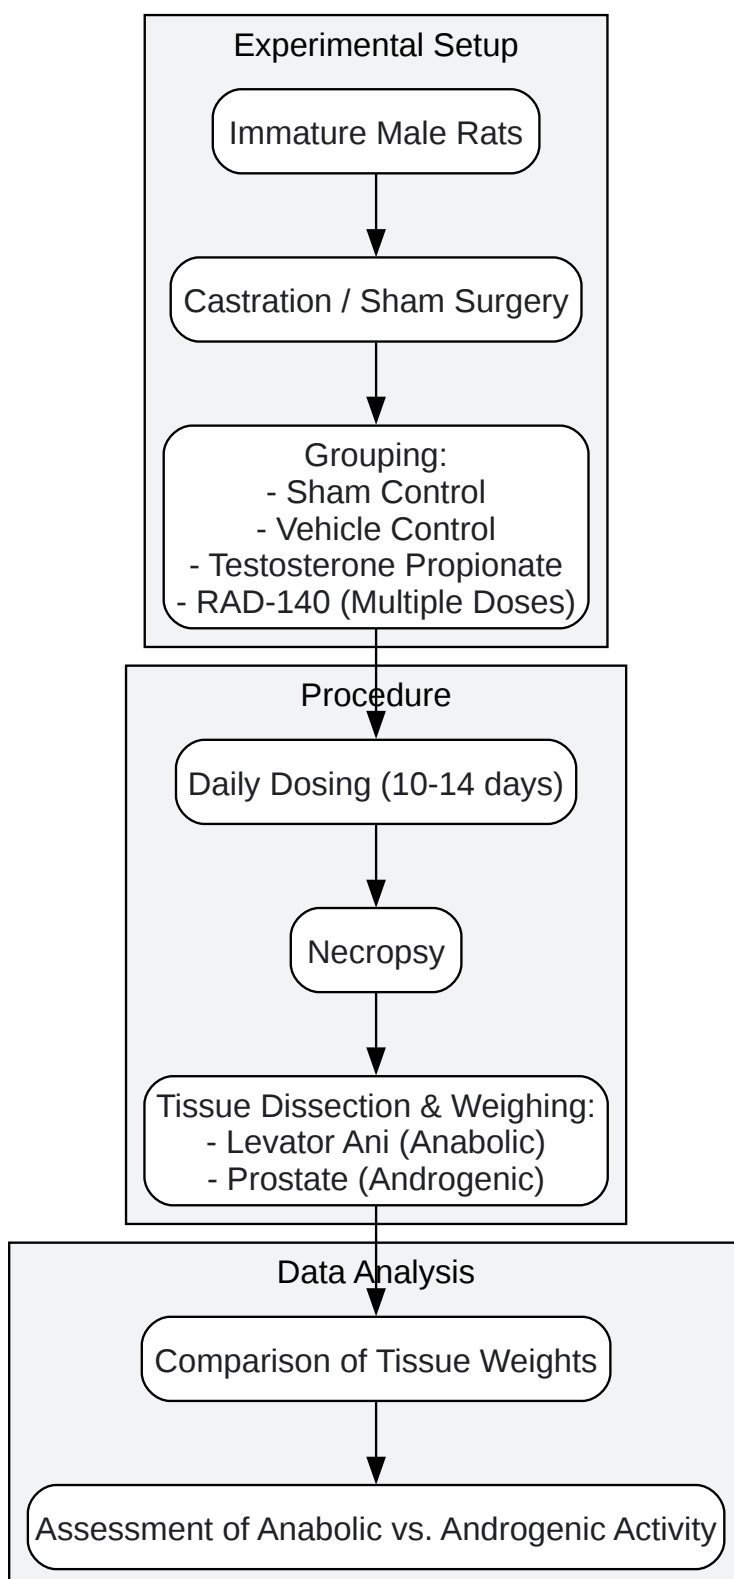 Experimental Setup
Immature Male Rats
Castration / Sham Surgery
Grouping:
- Sham Control
- Vehicle Control
- Testosterone Propionate
- RAD-140 (Multiple Doses)
Procedure
Daily Dosing (10-14 days)
Necropsy
Tissue Dissection & Weighing:
- Levator Ani (Anabolic)
- Prostate (Androgenic)
Data Analysis
Comparison of Tissue Weights
Assessment of Anabolic vs. Androgenic Activity